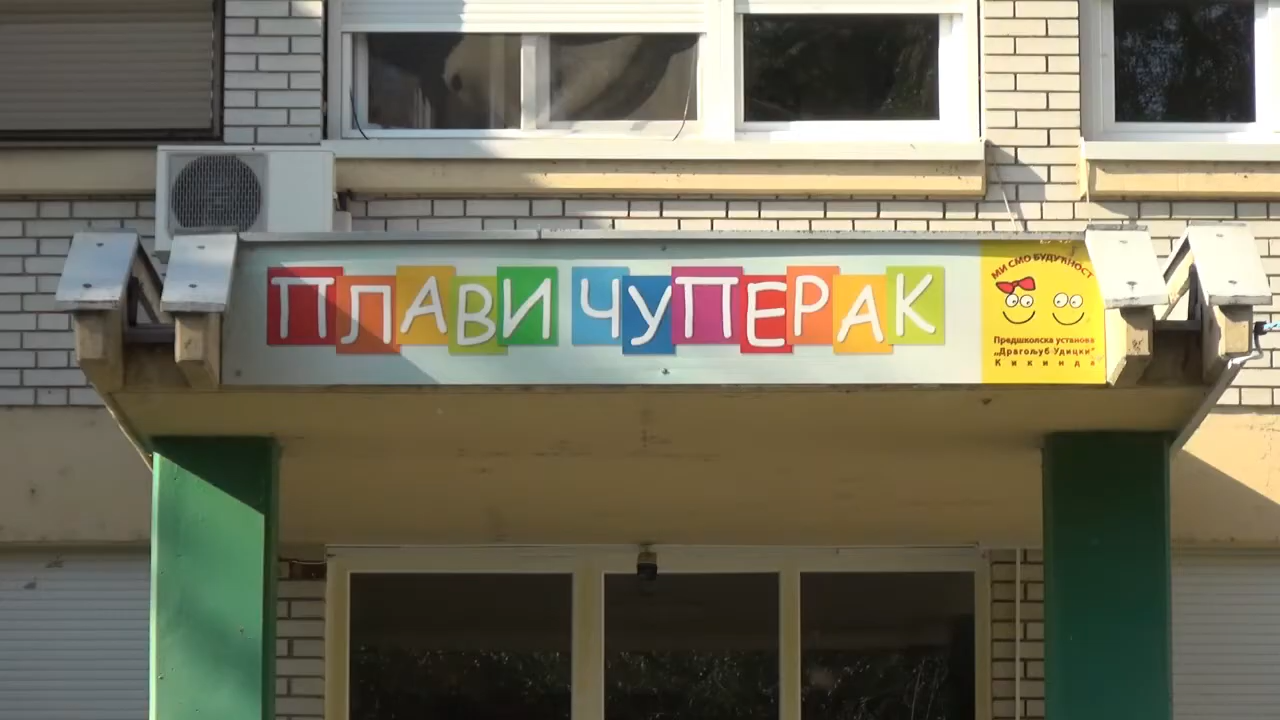 ПЛАВИ ЧУПЕРАК
МИ СМО БУДУЋНОСТ
Предшколска установа
„Драгољуб Удицки"
Кикинда